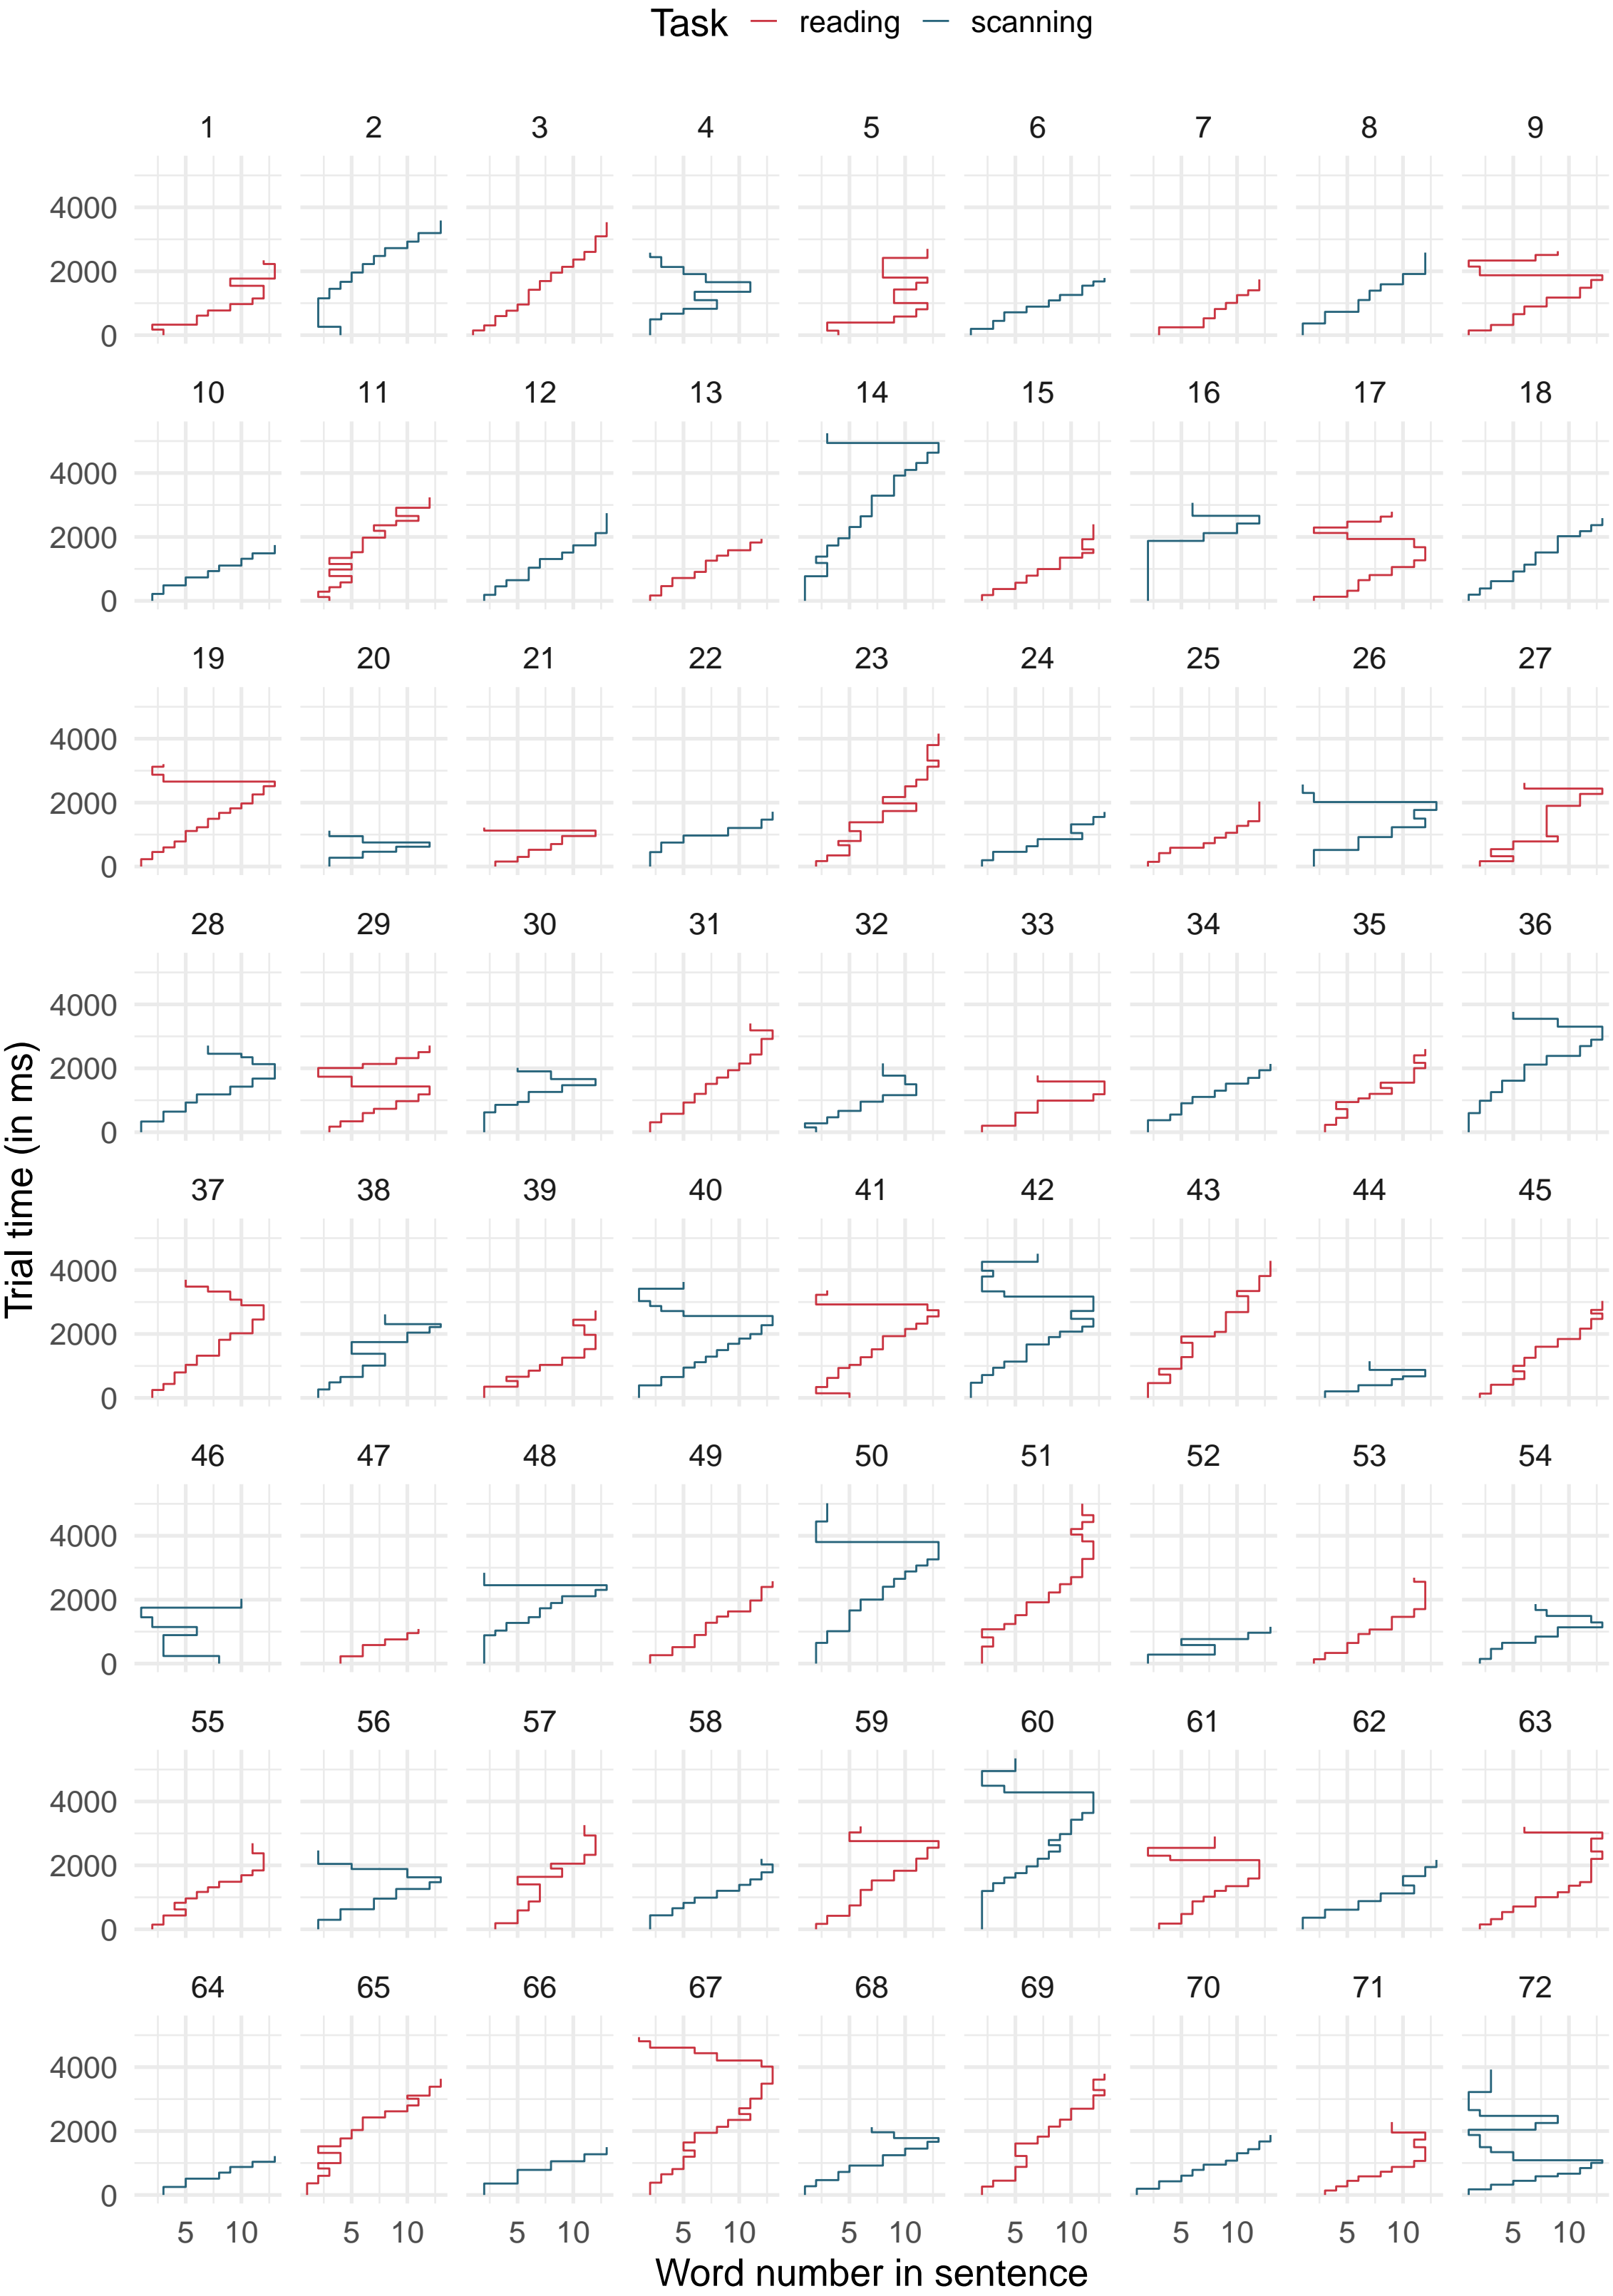 Task reading scanning
1 2 3 4 5 6 7 8 9
4000
2000
0
10 11 12 13 14 15 16 17 18
4000
2000
0
19 20 21 22 23 24 25 26 27
4000
2000
0
28 29 30 31 32 33 34 35 36
4000
2000
0
Trial time (in ms)
37 38 39 40 41 42 43 44 45
4000
2000
0
46 47 48 49 50 51 52 53 54
4000
2000
0
55 56 57 58 59 60 61 62 63
4000
2000
0
64 65 66 67 68 69 70 71 72
4000
2000
0
5 10 5 10 5 10 5 10 5 10 5 10 5 10 5 10 5 10
Word number in sentence